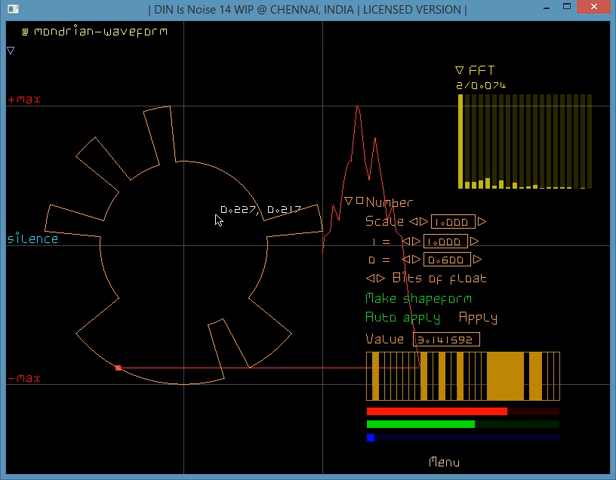 | DIN Is Noise 14 WIP @ CHENNAI, INDIA | LICENSED VERSION |
@ mondrian-waveform
FFT
2/0.074
+max
Number
0.227, 0.217
Scale 1.000
silence
1 = 1.000
0 = 0.600
Bits of float
Make shapeform
Auto apply Apply
Value 3.141592
-max
Menu